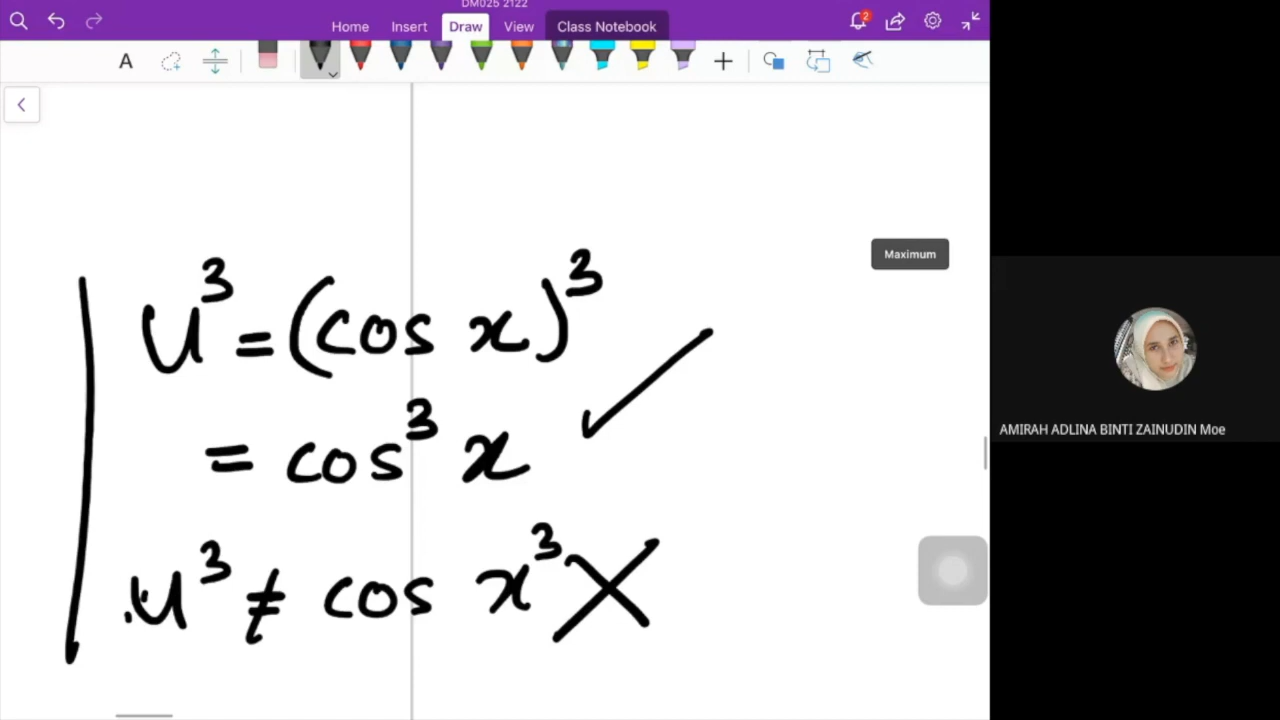 DM025 2122
Home Insert Draw View Class Notebook
2
A
Maximum
u³ = (cos x)³
= cos³ x
u³ ≠ cos x³
AMIRAH ADLINA BINTI ZAINUDIN Moe